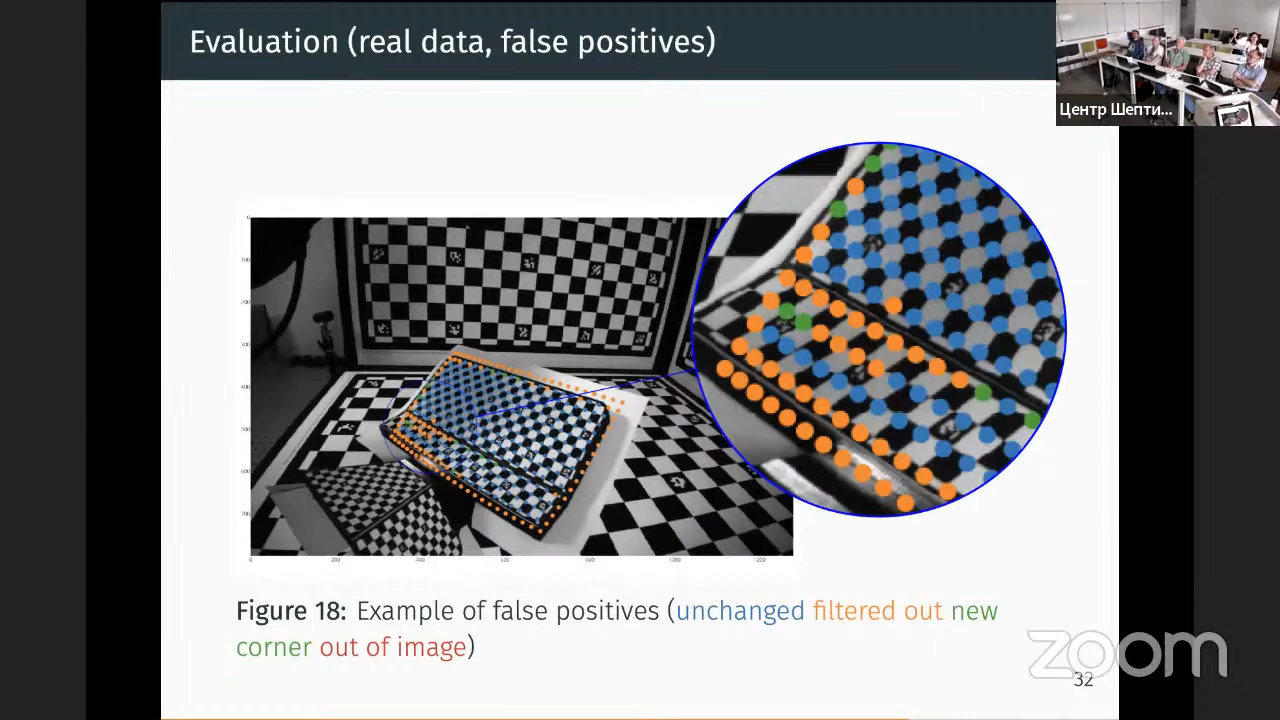 Evaluation (real data, false positives)
Центр Шепти...
Figure 18: Example of false positives (unchanged filtered out new
corner out of image)
zoom
32